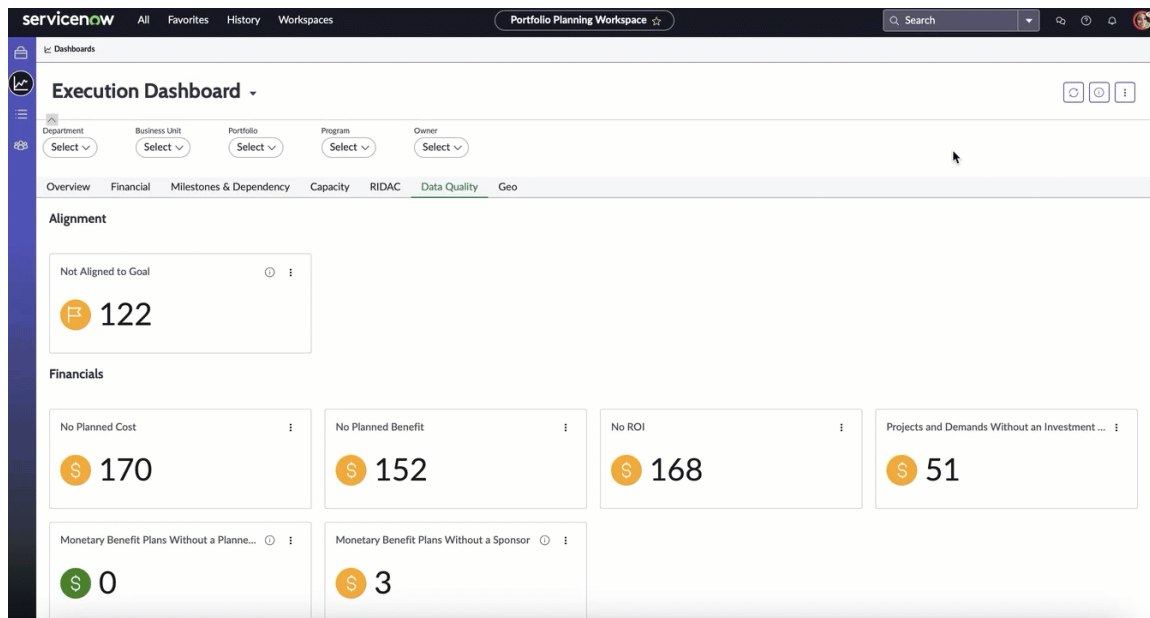 servicenow All Favorites History Workspaces Portfolio Planning Workspace Search
Dashboards
Execution Dashboard
Department Business Unit Portfolio Program Owner
Select Select Select Select Select
Overview Financial Milestones & Dependency Capacity RIDAC Data Quality Geo
Alignment
Not Aligned to Goal
122
Financials
No Planned Cost No Planned Benefit No ROI Projects and Demands Without an Investment ...
$ 170 $ 152 $ 168 $ 51
Monetary Benefit Plans Without a Planne... Monetary Benefit Plans Without a Sponsor
$ 0 $ 3